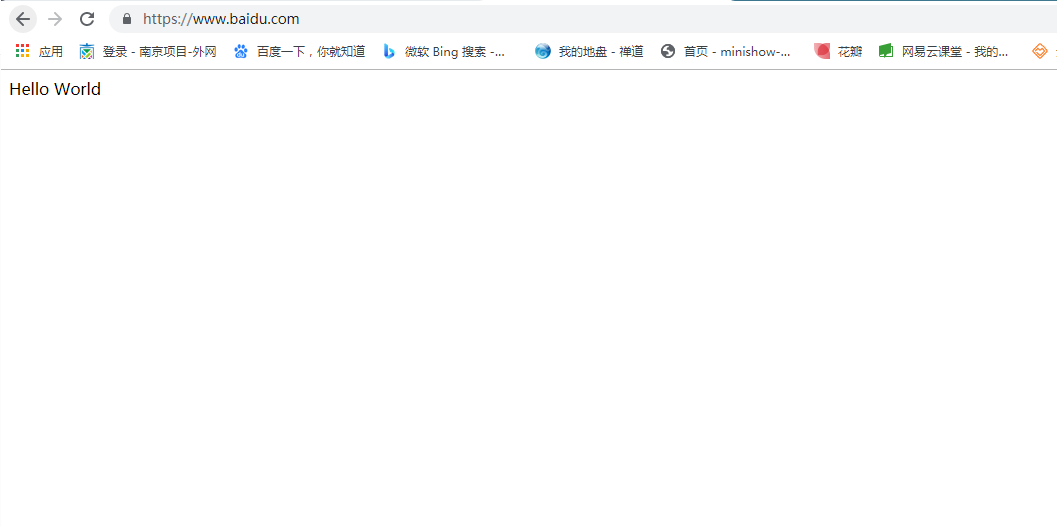 https://www.baidu.com
应用 登录 - 南京项目-外网 百度一下，你就知道 微软 Bing 搜索 -... 我的地盘 - 禅道 首页 - minishow-... 花瓣 网易云课堂 - 我的...
Hello World